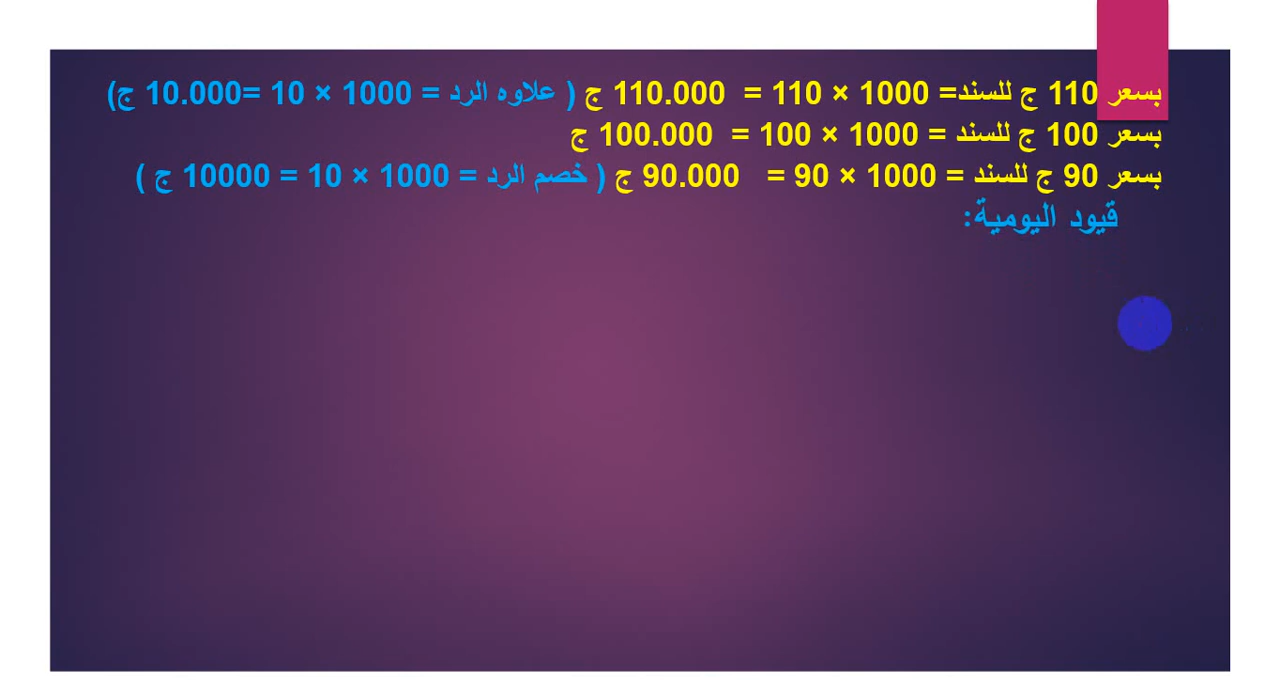 بسعر 110 ج للسند= 1000 × 110 = 110.000 ج ( علاوه الرد = 1000 × 10 =10.000 ج)
بسعر 100 ج للسند = 1000 × 100 = 100.000 ج
بسعر 90 ج للسند = 1000 × 90 = 90.000 ج ( خصم الرد = 1000 × 10 = 10000 ج )
قيود اليومية: